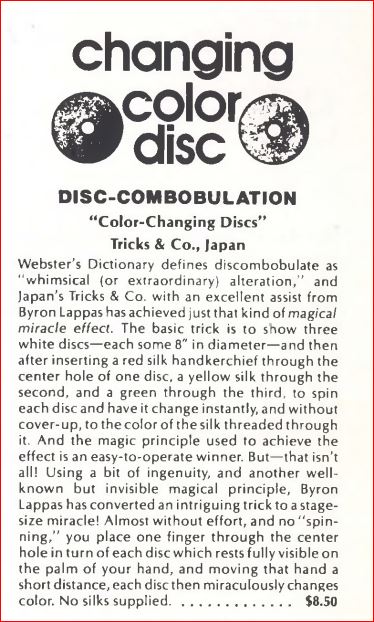 changing
color
disc
DISC-COMBOBULATION
"Color-Changing Discs"
Tricks & Co., Japan
Webster's Dictionary defines discombobulate as
"whimsical (or extraordinary) alteration," and
Japan's Tricks & Co. with an excellent assist from
Byron Lappas has achieved just that kind of magical
miracle effect. The basic trick is to show three
white discs—each some 8" in diameter—and then
after inserting a red silk handkerchief through the
center hole of one disc, a yellow silk through the
second, and a green through the third, to spin
each disc and have it change instantly, and without
cover-up, to the color of the silk threaded through
it. And the magic principle used to achieve the
effect is an easy-to-operate winner. But—that isn't
all! Using a bit of ingenuity, and another well-
known but invisible magical principle, Byron
Lappas has converted an intriguing trick to a stage-
size miracle! Almost without effort, and no "spin-
ning," you place one finger through the center
hole in turn of each disc which rests fully visible on
the palm of your hand, and moving that hand a
short distance, each disc then miraculously changes
color. No silks supplied. . . . . . . . . . . . . . $8.50